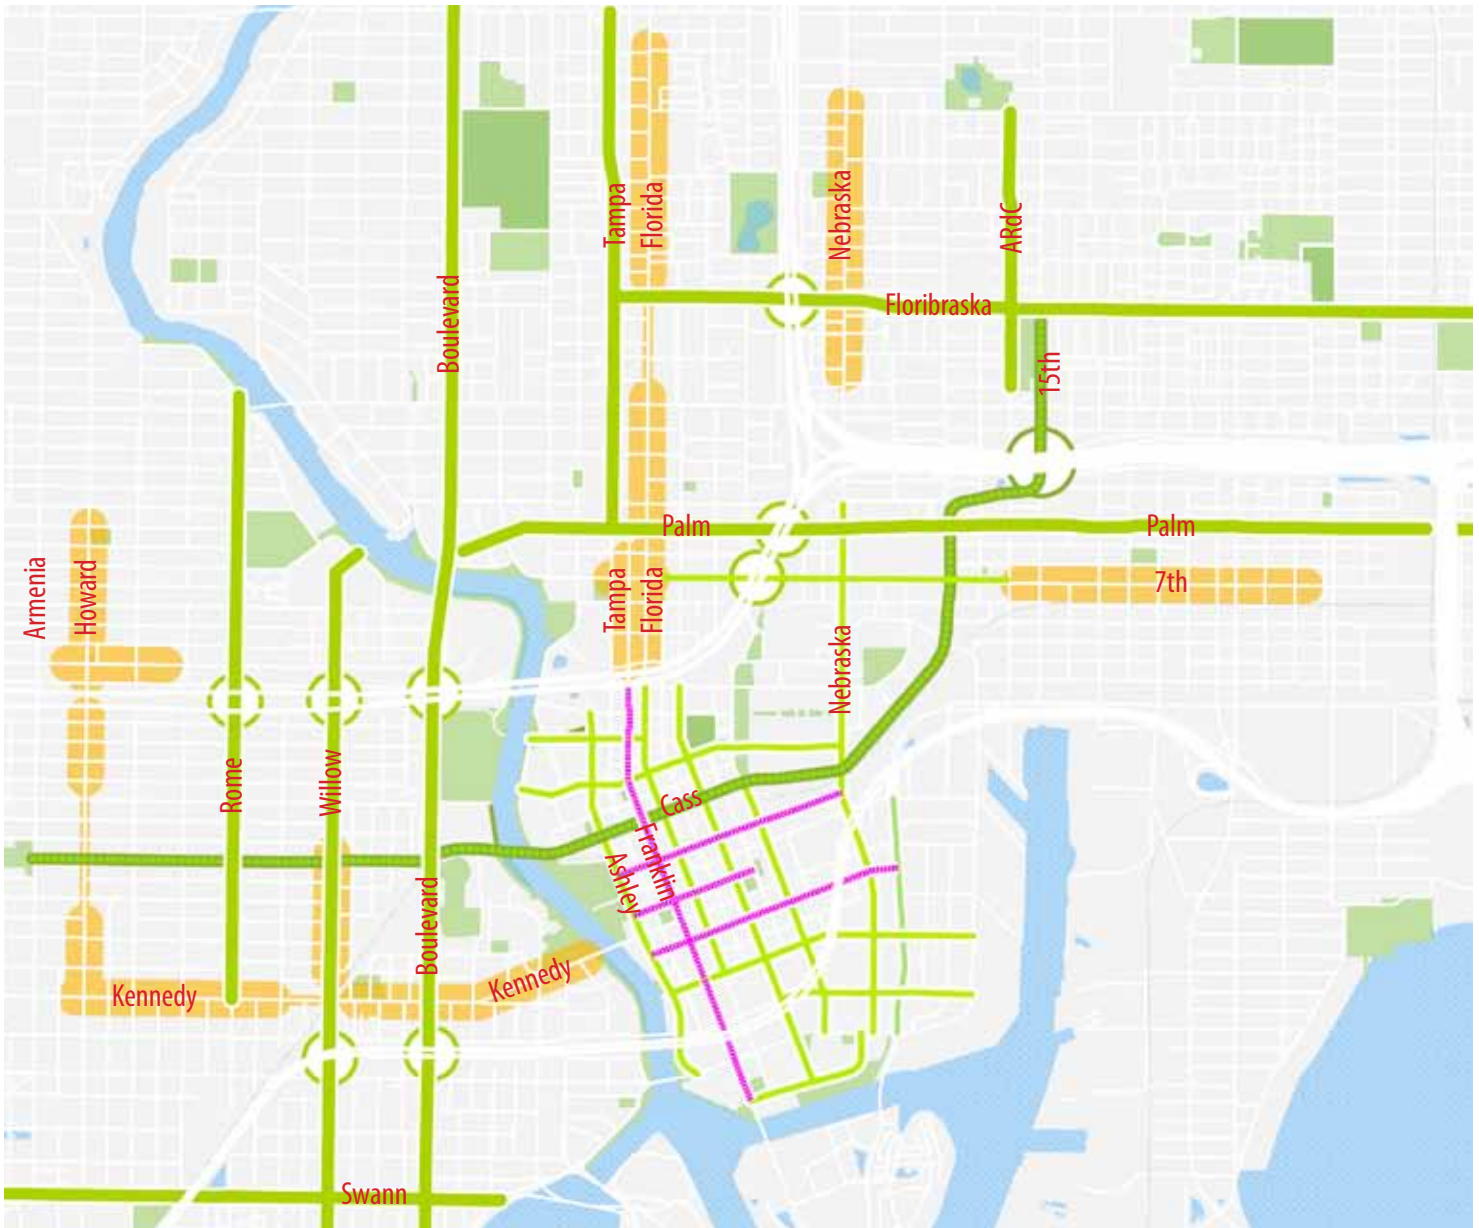 Tampa
Florida
Nebraska
ARdC
Boulevard
Floribraska
15th
Palm
Palm
Armenia
Howard
Tampa
Florida
7th
Nebraska
Rome
Willow
Cass
Franklin
Ashley
Boulevard
Kennedy
Kennedy
Swann